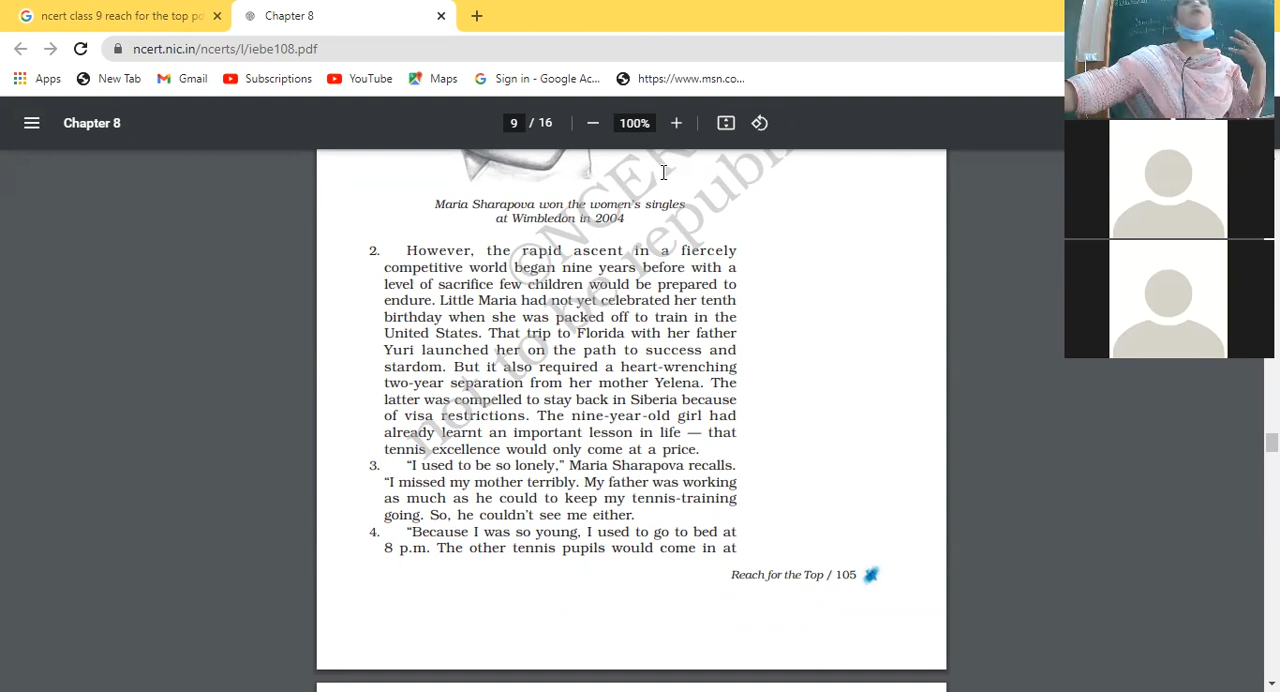 ncert class 9 reach for the top po
Chapter 8
ncert.nic.in/ncerts/l/iebe108.pdf
Apps
New Tab
Gmail
Subscriptions
YouTube
Maps
Sign in - Google Ac...
https://www.msn.co...
Chapter 8
9 / 16
100%
Maria Sharapova won the women's singles
at Wimbledon in 2004
2. However, the rapid ascent in a fiercely
competitive world began nine years before with a
level of sacrifice few children would be prepared to
endure. Little Maria had not yet celebrated her tenth
birthday when she was packed off to train in the
United States. That trip to Florida with her father
Yuri launched her on the path to success and
stardom. But it also required a heart-wrenching
two-year separation from her mother Yelena. The
latter was compelled to stay back in Siberia because
of visa restrictions. The nine-year-old girl had
already learnt an important lesson in life — that
tennis excellence would only come at a price.
3. “I used to be so lonely,” Maria Sharapova recalls.
“I missed my mother terribly. My father was working
as much as he could to keep my tennis-training
going. So, he couldn’t see me either.
4. “Because I was so young, I used to go to bed at
8 p.m. The other tennis pupils would come in at
Reach for the Top / 105
©NCER
not to be republi